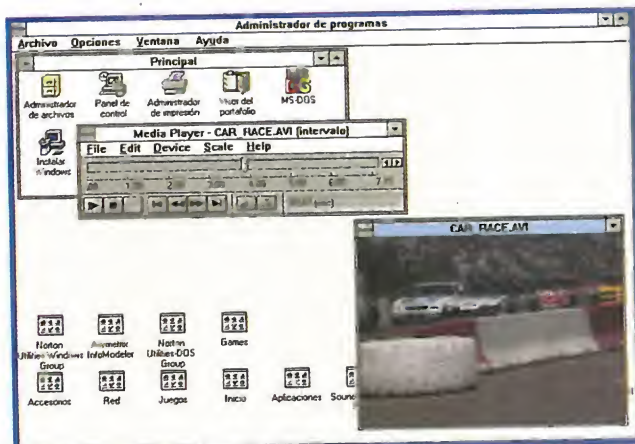 Administrador de programas
Archivo Opciones Ventana Ayuda
Principal
Administrador de archivos
Panel de control
Administrador de impresión
Visor del portafolio
MS-DOS
Instalar Windows
Media Player - CAR_RACE.AVI (intervalo)
File Edit Device Scale Help
CAR_RACE.AVI
Norton Utilities-Windows Group
Asymetrix InfoModeler
Norton Utilities-DOS Group
Games
Accesorios
Red
Juegos
Inicio
Aplicaciones